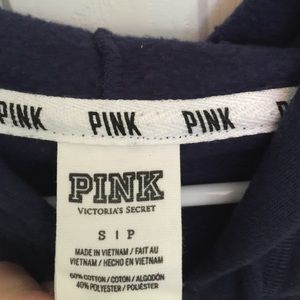 PINK PINK PINK PINK
PINK
VICTORIA'S SECRET
S | P
MADE IN VIETNAM / FAIT AU
VIETNAM / HECHO EN VIETNAM
60% COTTON / COTON / ALGODÓN
40% POLYESTER / POLIÉSTER